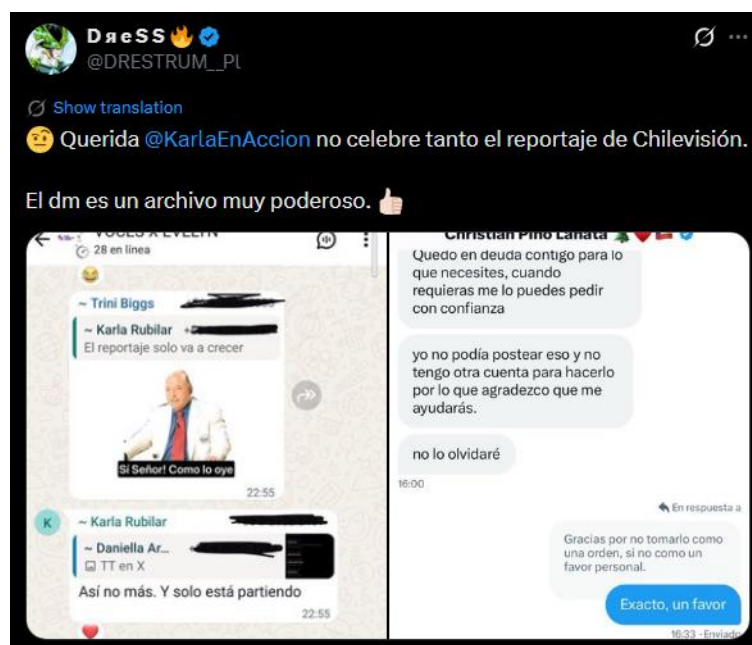 DяeSS🔥
@DRESTRUM__Pl
Show translation
🤨 Querida @KarlaEnAccion no celebre tanto el reportaje de Chilevisión.
El dm es un archivo muy poderoso. 👍🏻
VOCES X EVELYN
28 en línea
😂
~ Trini Biggs
~ Karla Rubilar
El reportaje solo va a crecer
Sí Señor! Como lo oye
22:55
K
~ Karla Rubilar
~ Daniella Ar...
TT en X
Así no más. Y solo está partiendo
22:55
❤️
Christian Pino Lanata 🎄❤️
Quedo en deuda contigo para lo
que necesites, cuando
requieras me lo puedes pedir
con confianza
yo no podía postear eso y no
tengo otra cuenta para hacerlo
por lo que agradezco que me
ayudarás.
no lo olvidaré
16:00
En respuesta a
Gracias por no tomarlo como
una orden, si no como un
favor personal.
Exacto, un favor
16:33 - Enviado